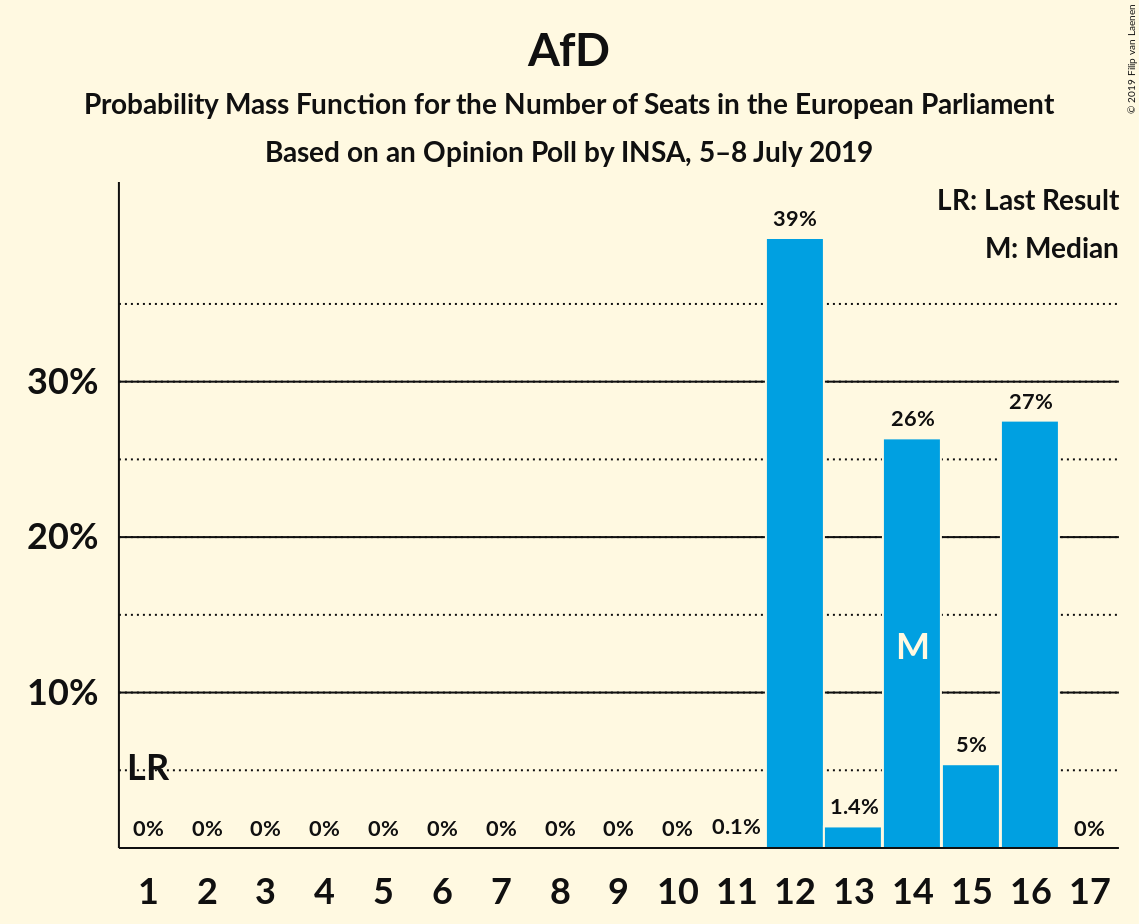 AfD
Probability Mass Function for the Number of Seats in the European Parliament
Based on an Opinion Poll by INSA, 5–8 July 2019
© 2019 Filip van Laenen
LR: Last Result
M: Median
39%
30%
27%
26%
20%
M
10%
LR
5%
1.4%
0% 0% 0% 0% 0% 0% 0% 0% 0% 0% 0.1% 0%
1 2 3 4 5 6 7 8 9 10 11 12 13 14 15 16 17